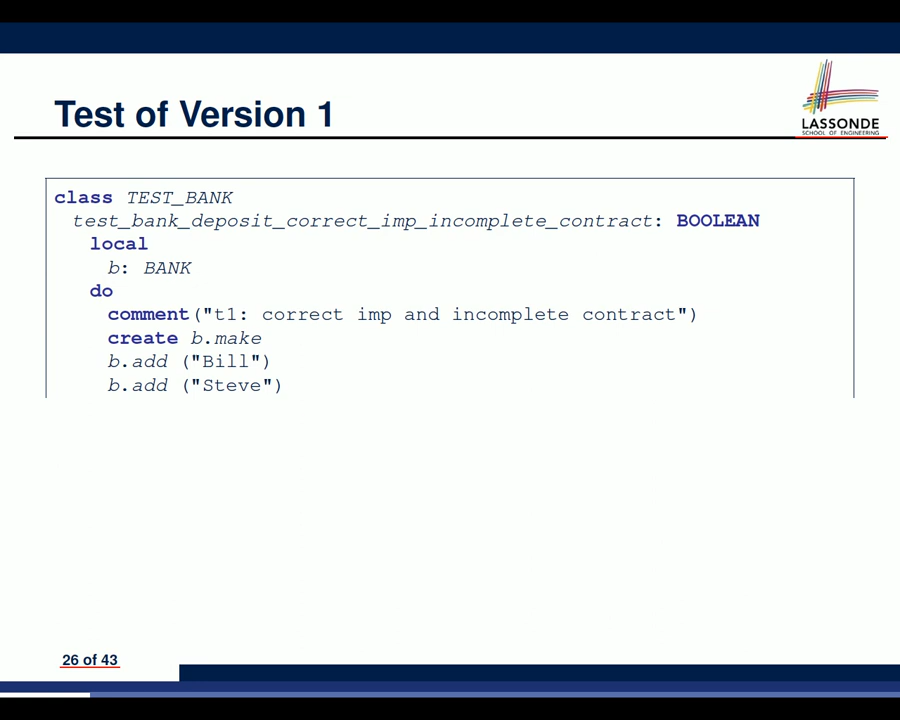 Test of Version 1
LASSONDE
SCHOOL OF ENGINEERING
class TEST_BANK
test_bank_deposit_correct_imp_incomplete_contract: BOOLEAN
local
b: BANK
do
comment("t1: correct imp and incomplete contract")
create b.make
b.add ("Bill")
b.add ("Steve")
26 of 43